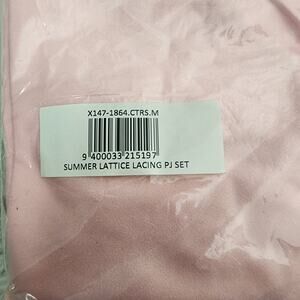 X147-1864.CTRS.M
9 400033 215197
SUMMER LATTICE LACING PJ SET